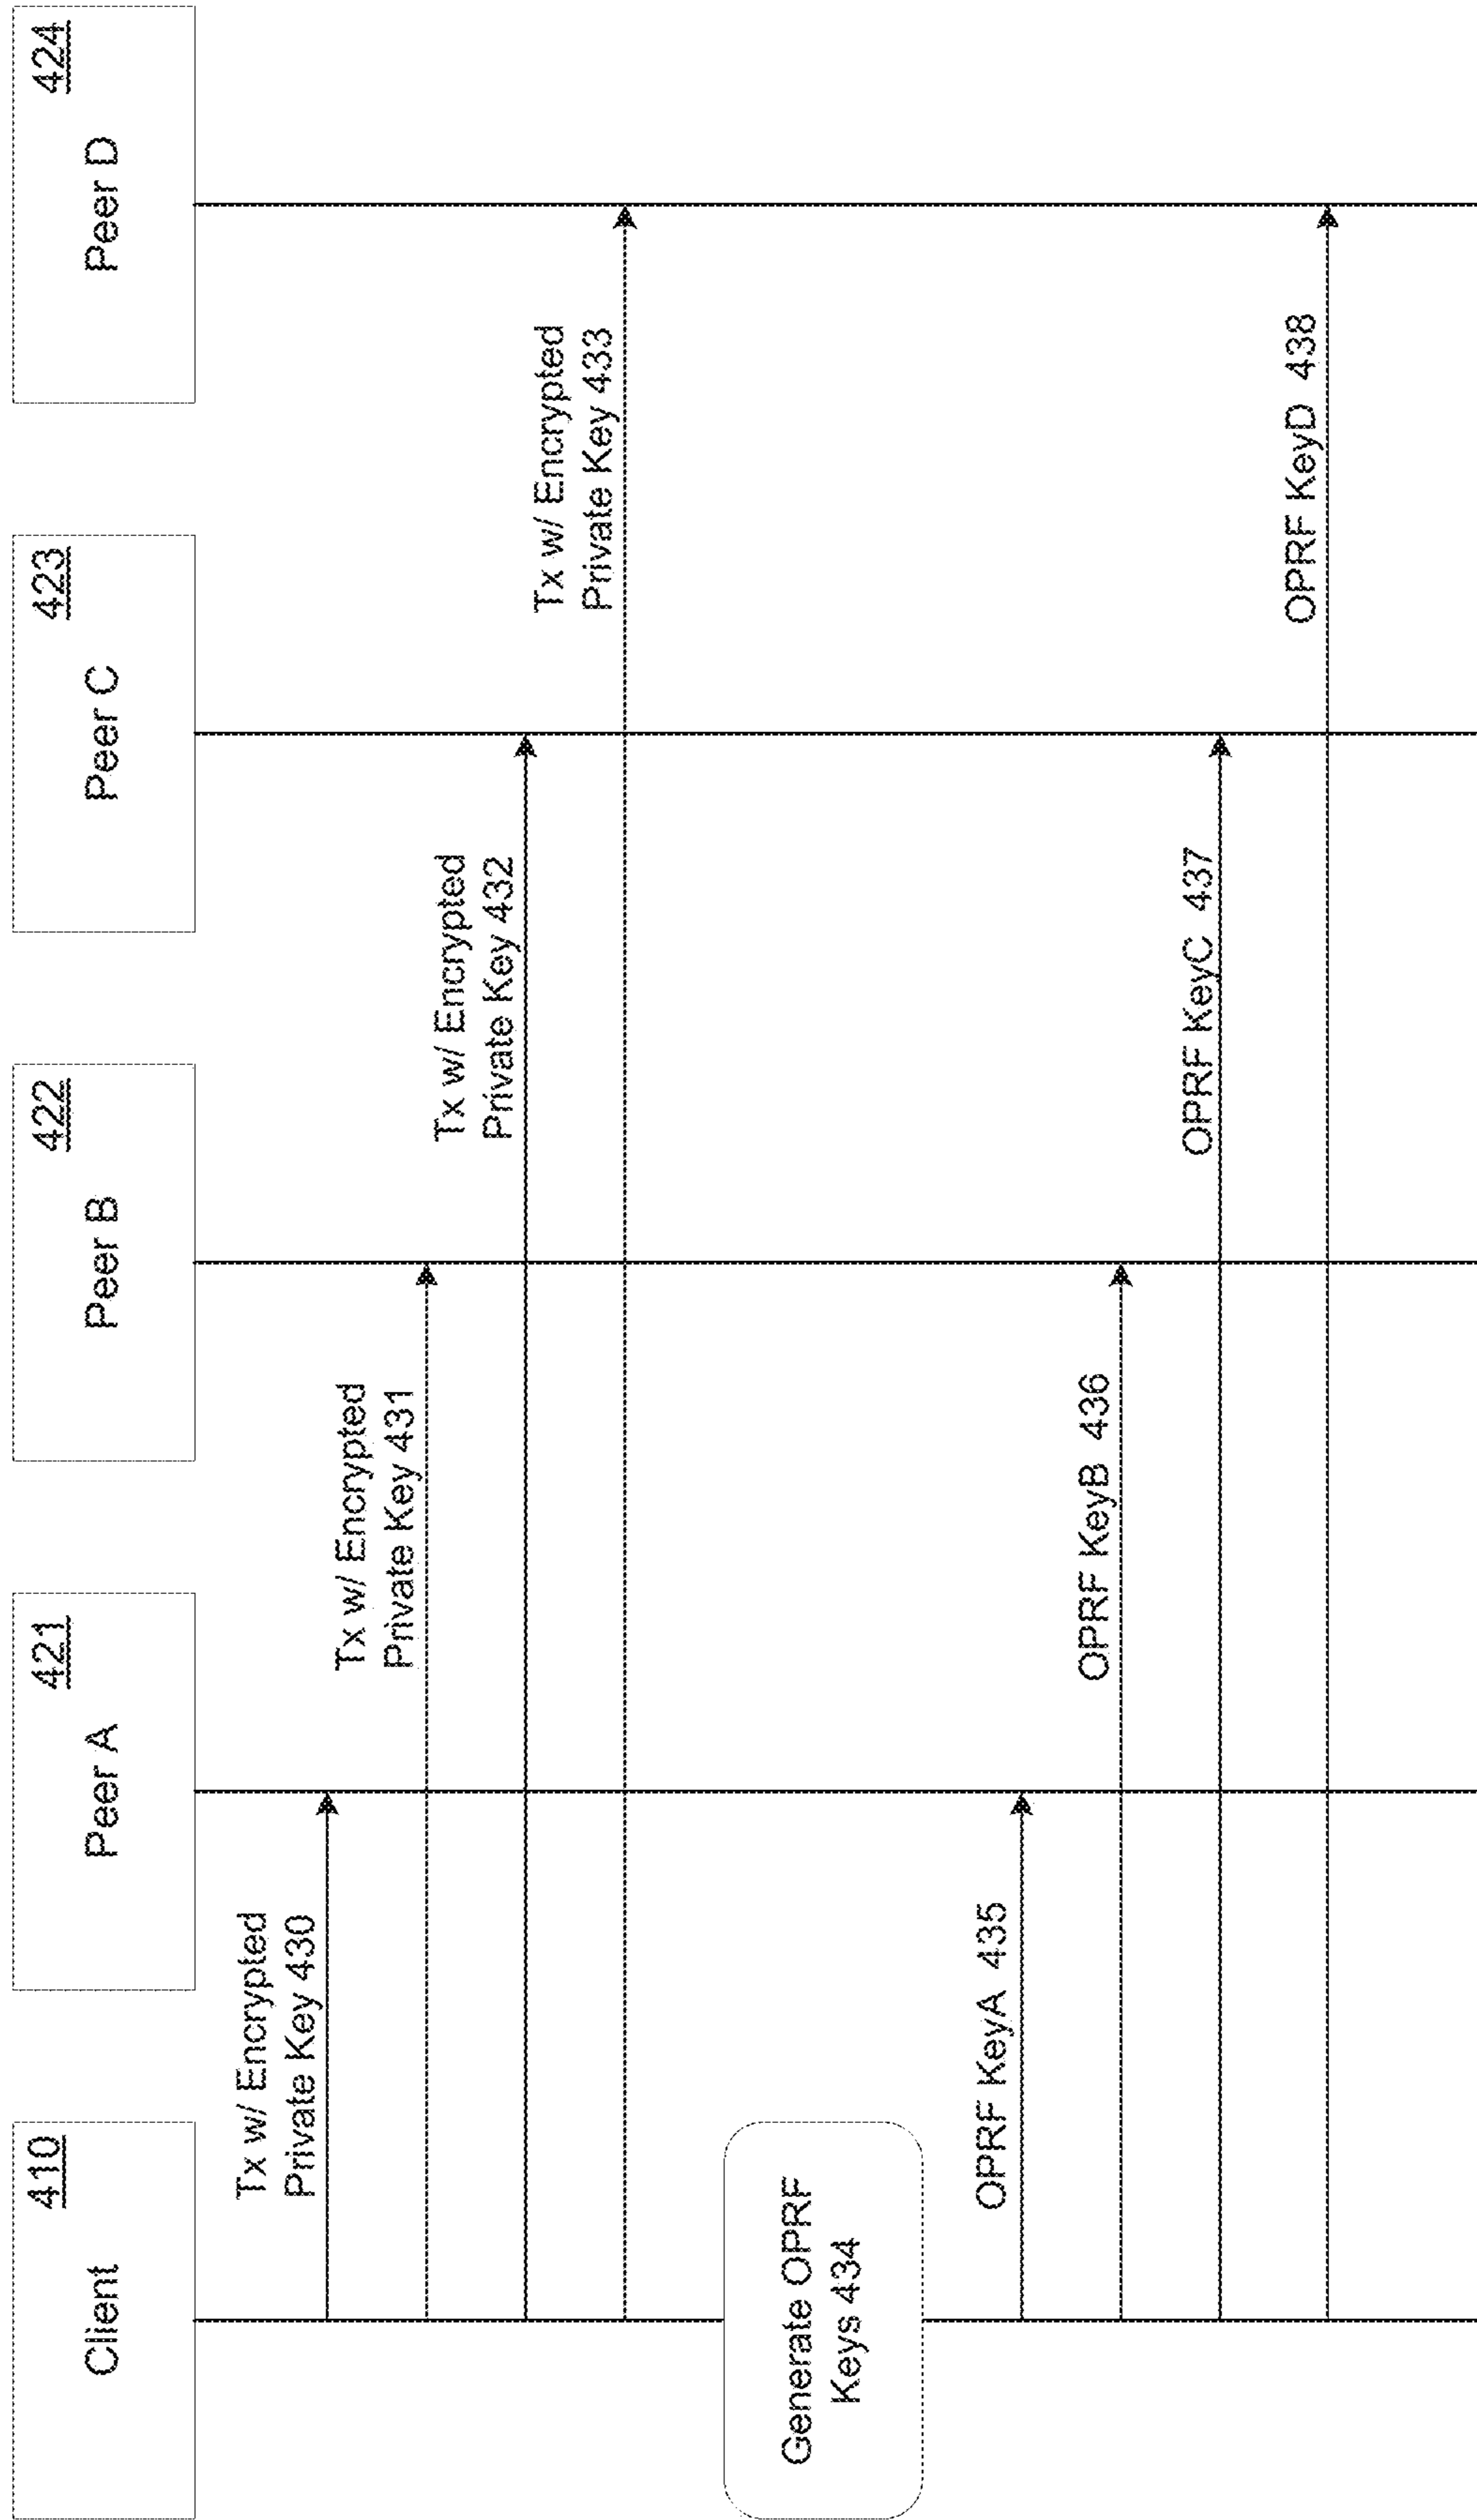 410
Client
421
Peer A
422
Peer B
423
Peer C
424
Peer D
Tx w/ Encrypted
Private Key 430
Tx w/ Encrypted
Private Key 431
Tx w/ Encrypted
Private Key 432
Tx w/ Encrypted
Private Key 433
Generate OPRF
Keys 434
OPRF KeyA 435
OPRF KeyB 436
OPRF KeyC 437
OPRF KeyD 438